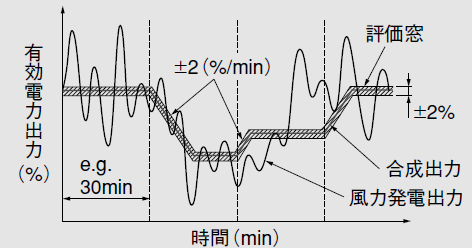 有効電力出力(%)
±2(%/min)
評価窓
±2%
e.g.
30min
合成出力
風力発電出力
時間(min)